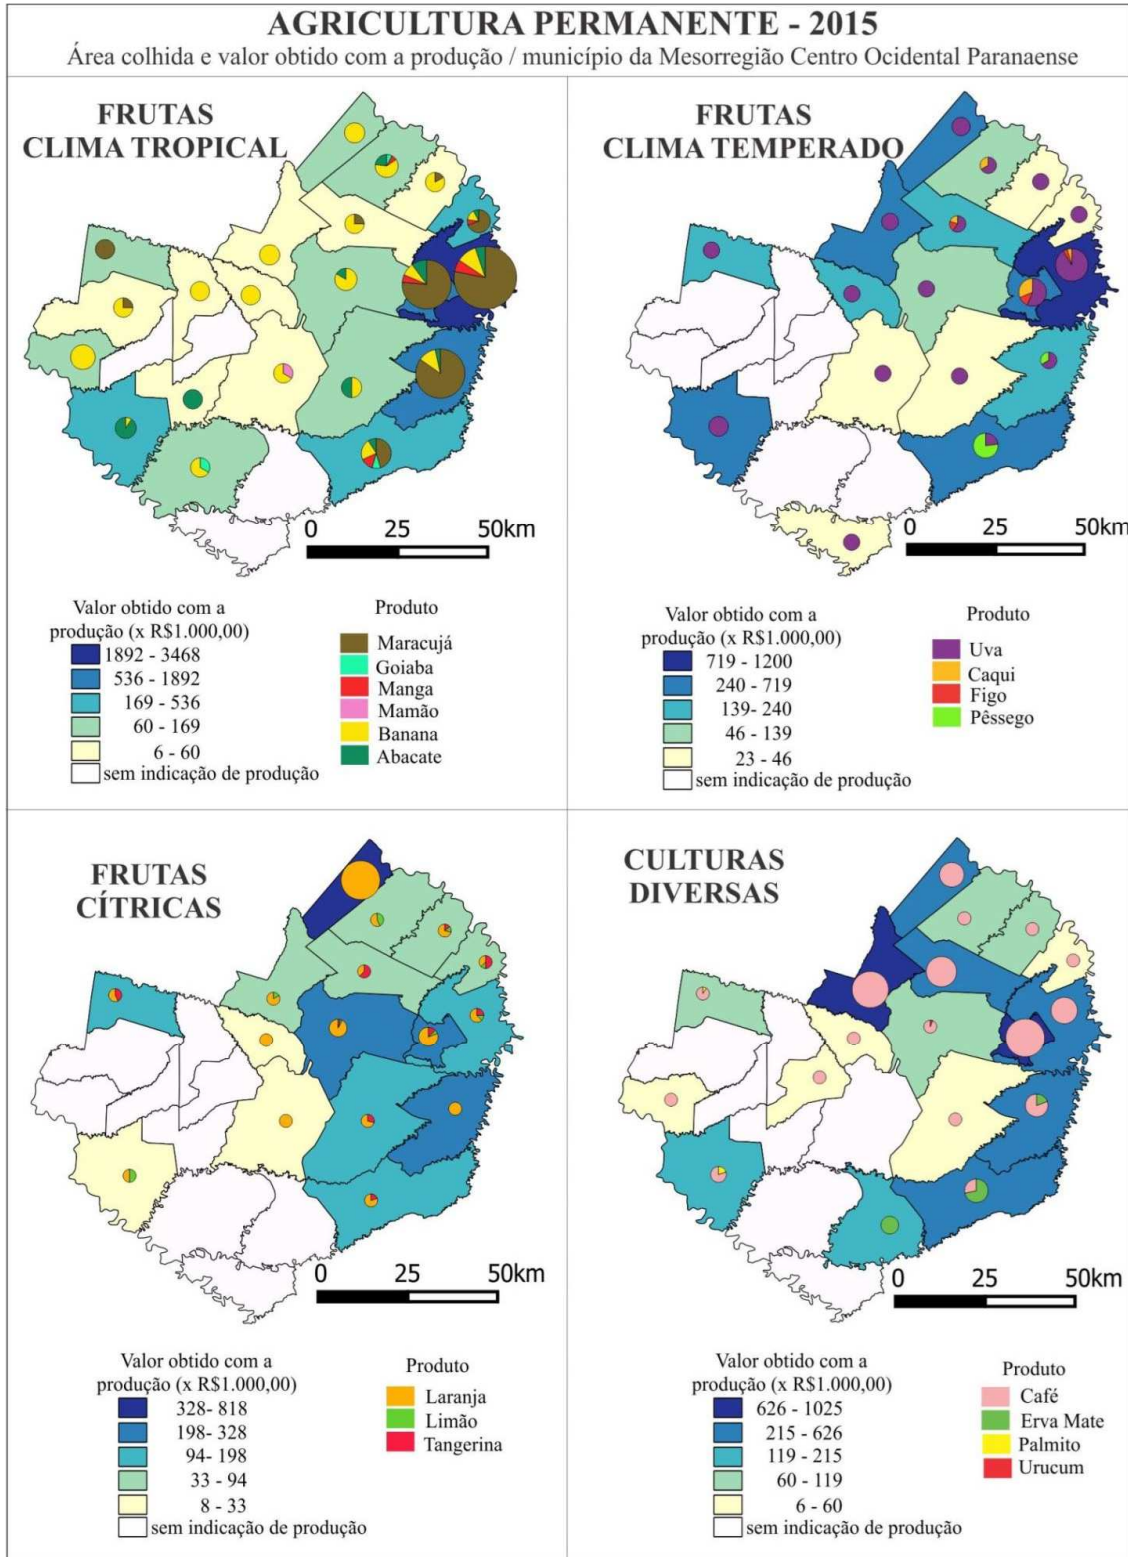 AGRICULTURA PERMANENTE - 2015
Área colhida e valor obtido com a produção / município da Mesorregião Centro Ocidental Paranaense
FRUTAS
CLIMA TROPICAL
0 25 50km
Valor obtido com a
produção (x R$1.000,00)
1892 - 3468
536 - 1892
169 - 536
60 - 169
6 - 60
sem indicação de produção
Produto
Maracujá
Goiaba
Manga
Mamão
Banana
Abacate
FRUTAS
CLIMA TEMPERADO
0 25 50km
Valor obtido com a
produção (x R$1.000,00)
719 - 1200
240 - 719
139- 240
46 - 139
23 - 46
sem indicação de produção
Produto
Uva
Caqui
Figo
Pêssego
FRUTAS
CÍTRICAS
0 25 50km
Valor obtido com a
produção (x R$1.000,00)
328- 818
198- 328
94- 198
33 - 94
8 - 33
sem indicação de produção
Produto
Laranja
Limão
Tangerina
CULTURAS
DIVERSAS
0 25 50km
Valor obtido com a
produção (x R$1.000,00)
626 - 1025
215 - 626
119 - 215
60 - 119
6 - 60
sem indicação de produção
Produto
Café
Erva Mate
Palmito
Urucum